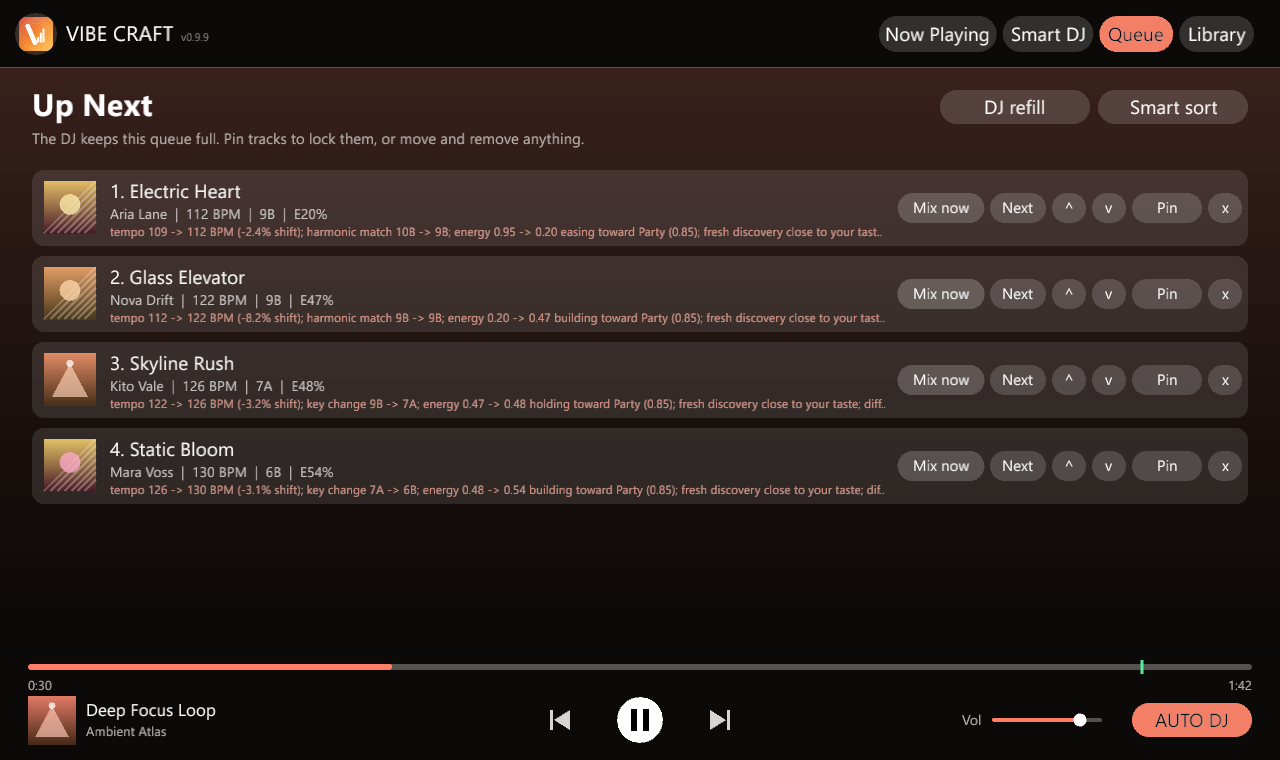 VIBE CRAFT v0.9.9
Now Playing Smart DJ Queue Library
Up Next
DJ refill Smart sort
The DJ keeps this queue full. Pin tracks to lock them, or move and remove anything.
1. Electric Heart
Aria Lane | 112 BPM | 9B | E20%
tempo 109 -> 112 BPM (-2.4% shift); harmonic match 10B -> 9B; energy 0.95 -> 0.20 easing toward Party (0.85); fresh discovery close to your tast..
Mix now Next ^ v Pin x
2. Glass Elevator
Nova Drift | 122 BPM | 9B | E47%
tempo 112 -> 122 BPM (-8.2% shift); harmonic match 9B -> 9B; energy 0.20 -> 0.47 building toward Party (0.85); fresh discovery close to your tast..
Mix now Next ^ v Pin x
3. Skyline Rush
Kito Vale | 126 BPM | 7A | E48%
tempo 122 -> 126 BPM (-3.2% shift); key change 9B -> 7A; energy 0.47 -> 0.48 holding toward Party (0.85); fresh discovery close to your taste; diff..
Mix now Next ^ v Pin x
4. Static Bloom
Mara Voss | 130 BPM | 6B | E54%
tempo 126 -> 130 BPM (-3.1% shift); key change 7A -> 6B; energy 0.48 -> 0.54 building toward Party (0.85); fresh discovery close to your taste; dif..
Mix now Next ^ v Pin x
0:30 1:42
Deep Focus Loop
Ambient Atlas
Vol AUTO DJ